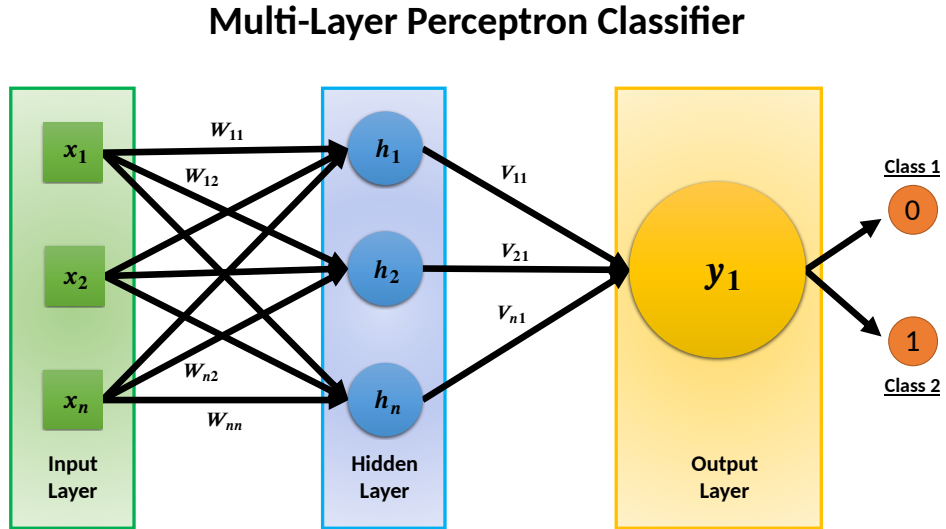 Multi-Layer Perceptron Classifier
x₁
x₂
xₙ
Input
Layer
W₁₁
W₁₂
Wₙ₂
Wₙₙ
h₁
h₂
hₙ
Hidden
Layer
V₁₁
V₂₁
Vₙ₁
y₁
Output
Layer
Class 1
0
1
Class 2